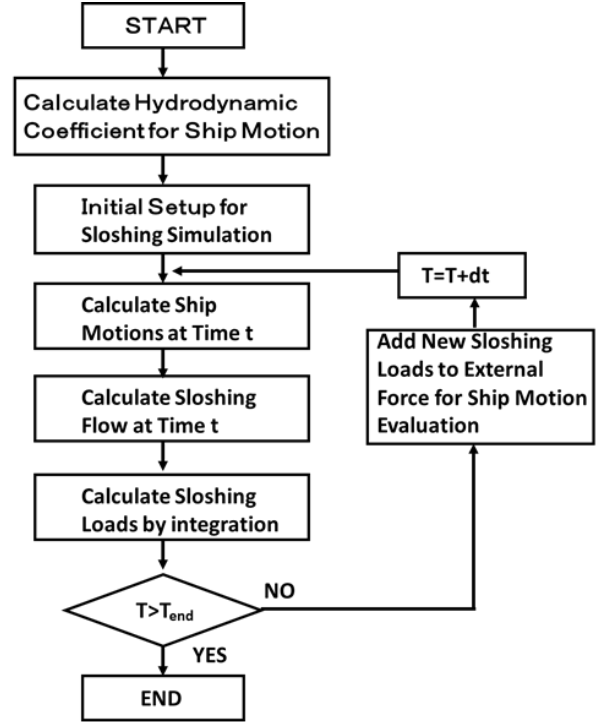 START
Calculate Hydrodynamic
Coefficient for Ship Motion
Initial Setup for
Sloshing Simulation
T=T+dt
Calculate Ship
Motions at Time t
Add New Sloshing
Loads to External
Force for Ship Motion
Evaluation
Calculate Sloshing
Flow at Time t
Calculate Sloshing
Loads by integration
T>Tend
NO
YES
END